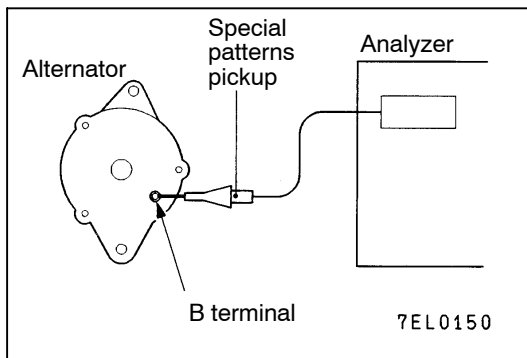 Special
patterns
pickup
Analyzer
Alternator
B terminal
7EL0150